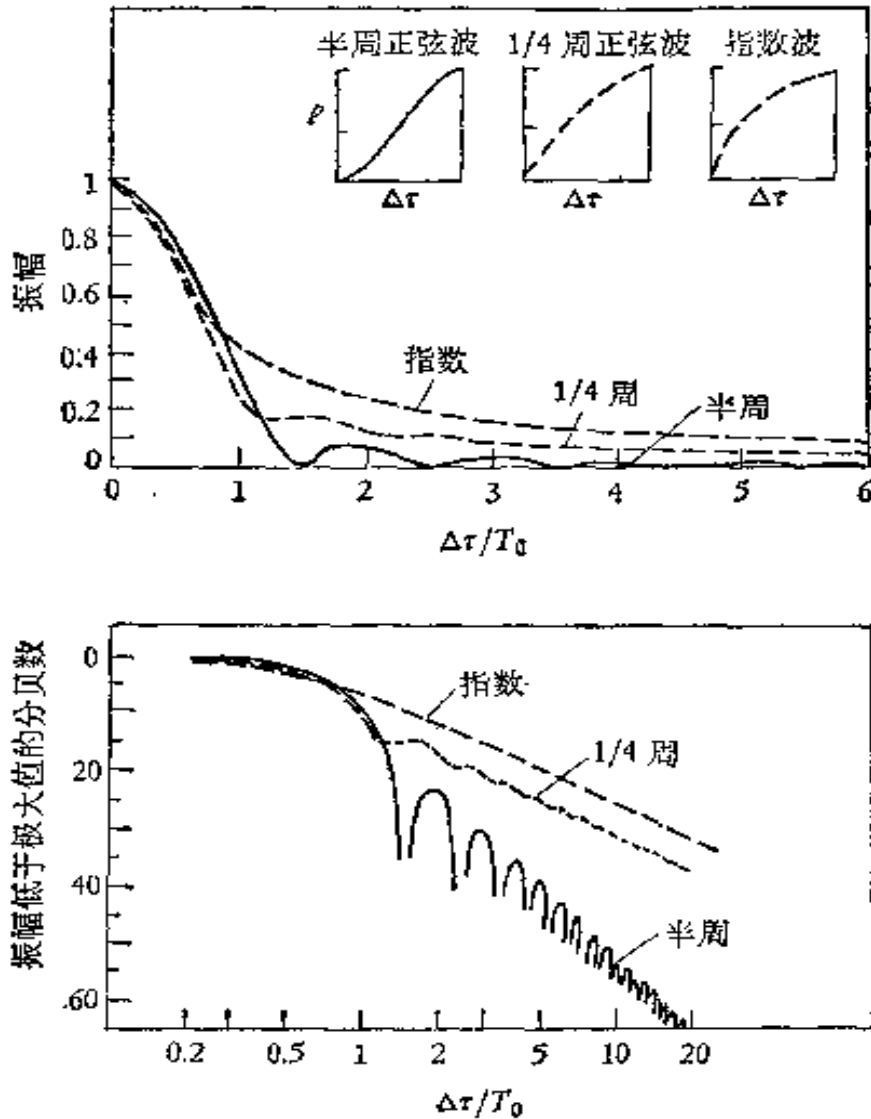 半周正弦波 1/4 周正弦波 指数波
ℓ
Δτ Δτ Δτ
1
0.8
0.6
0.4
0.2
0
振幅
指数
1/4 周
半周
0 1 2 3 4 5 6
Δτ/T₀
0
20
40
60
振幅低于极大值的分贝数
指数
1/4 周
半周
0.2 0.5 1 2 5 10 20
Δτ/T₀